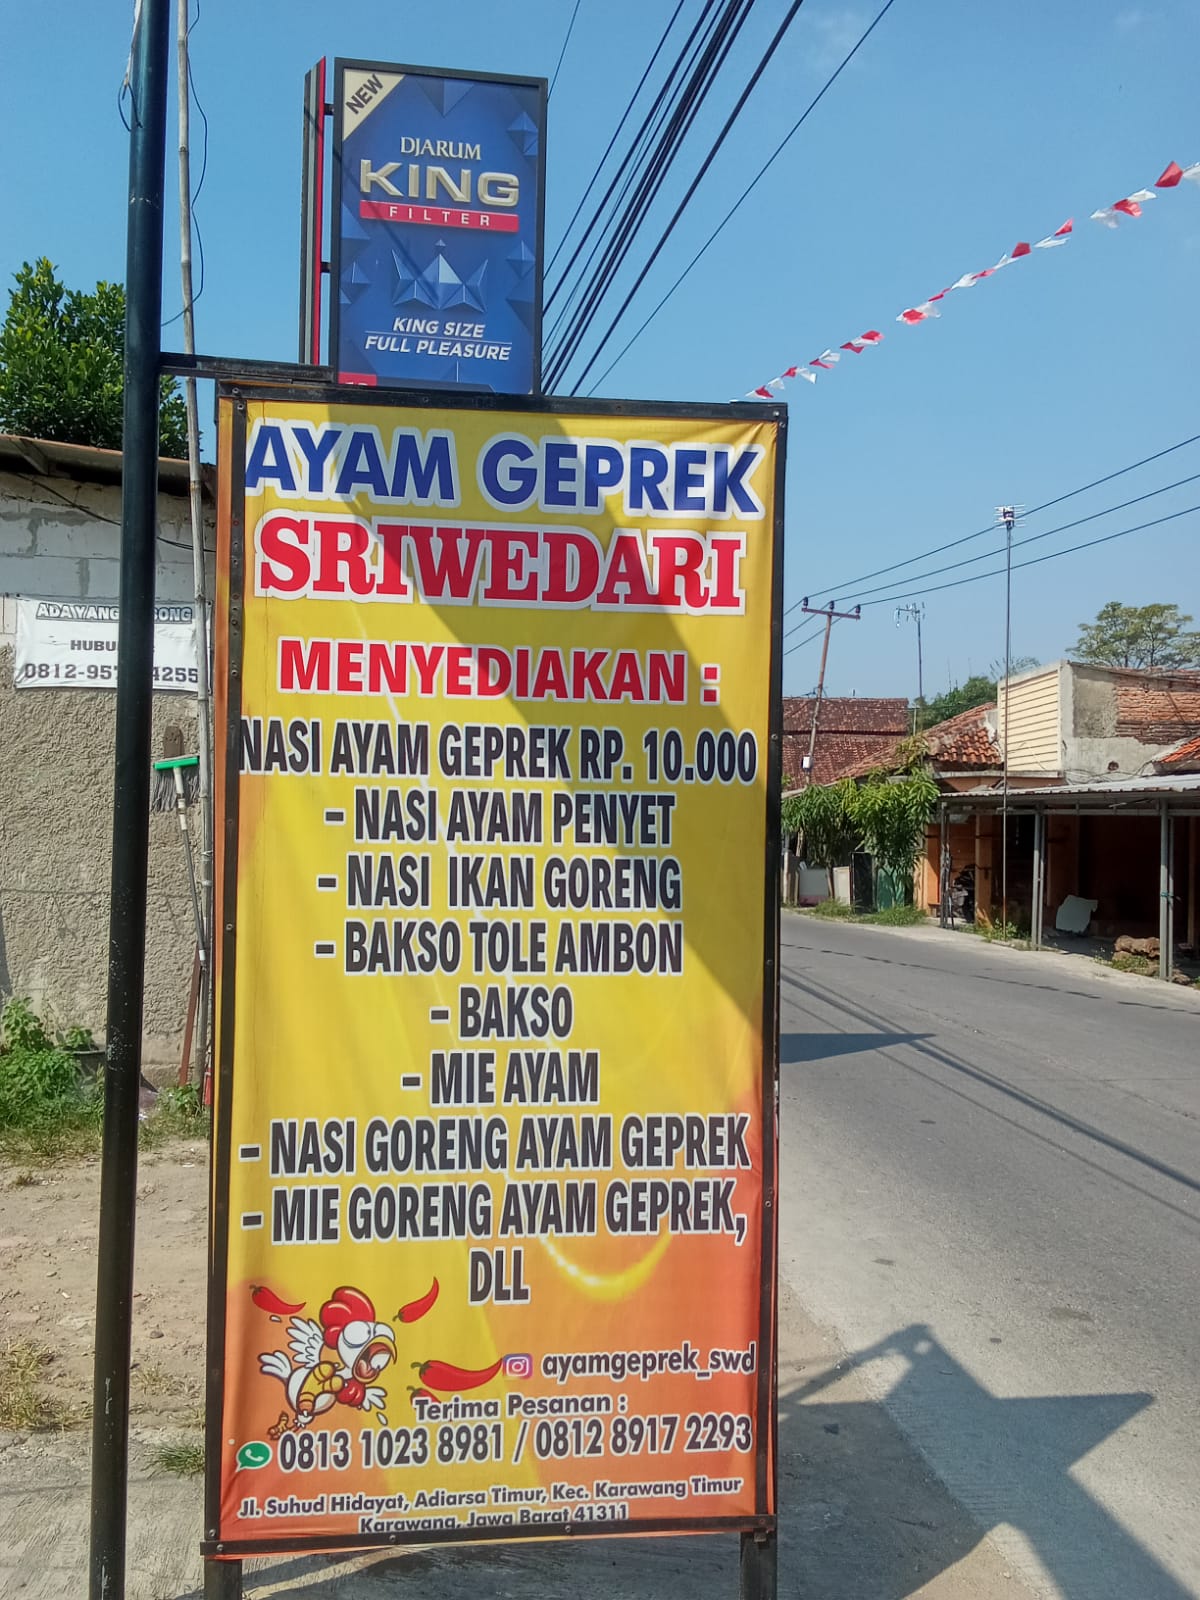 NEW
DJARUM
KING
FILTER
KING SIZE
FULL PLEASURE
AYAM GEPREK
SRIWEDARI
MENYEDIAKAN :
NASI AYAM GEPREK RP. 10.000
- NASI AYAM PENYET
- NASI IKAN GORENG
- BAKSO TOLE AMBON
- BAKSO
- MIE AYAM
- NASI GORENG AYAM GEPREK
- MIE GORENG AYAM GEPREK,
DLL
ayamgeprek_swd
Terima Pesanan :
0813 1023 8981 / 0812 8917 2293
Jl. Suhud Hidayat, Adiarsa Timur, Kec. Karawang Timur
Karawang, Jawa Barat 41311
ADA YANG